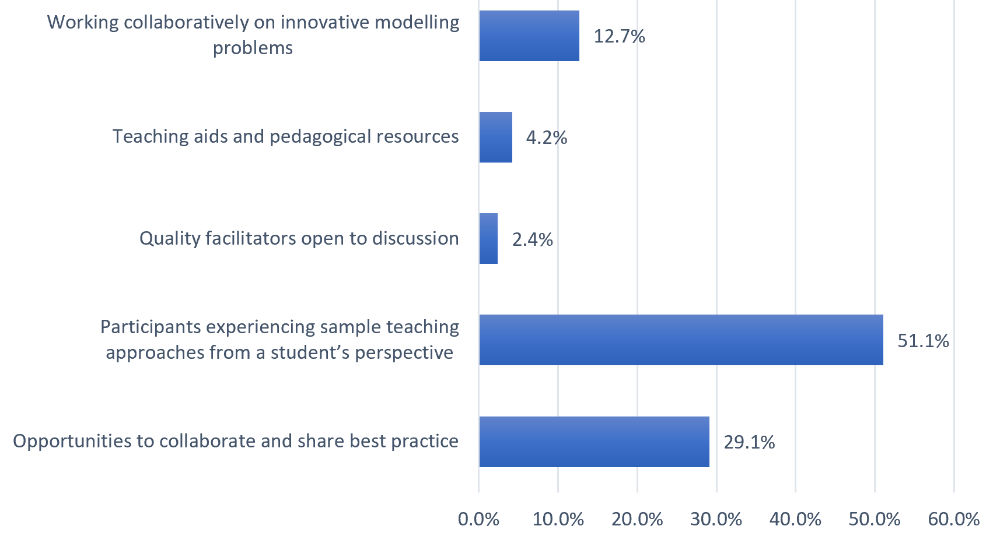 Working collaboratively on innovative modelling
problems
12.7%
Teaching aids and pedagogical resources
4.2%
Quality facilitators open to discussion
2.4%
Participants experiencing sample teaching
approaches from a student’s perspective
51.1%
Opportunities to collaborate and share best practice
29.1%
0.0% 10.0% 20.0% 30.0% 40.0% 50.0% 60.0%